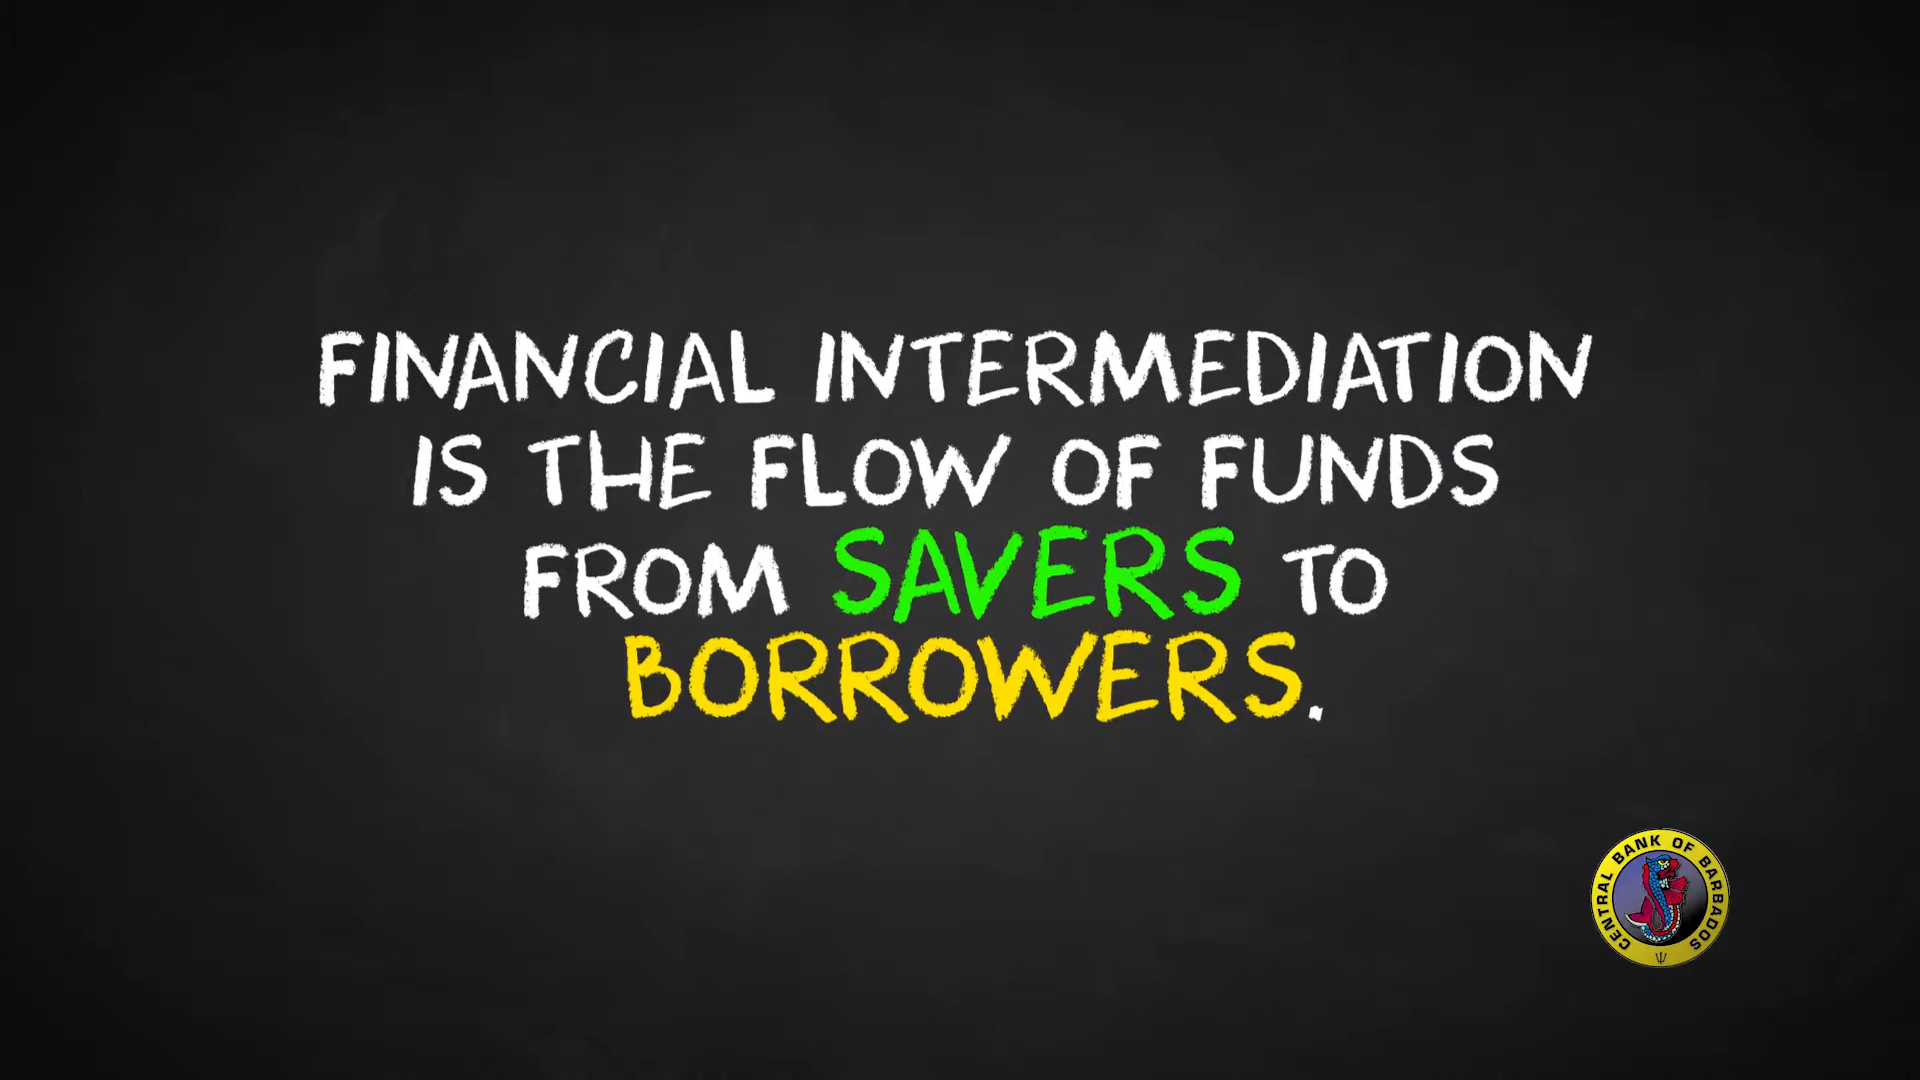 FINANCIAL INTERMEDIATION
IS THE FLOW OF FUNDS
FROM SAVERS TO
BORROWERS.
CENTRAL BANK OF BARBADOS